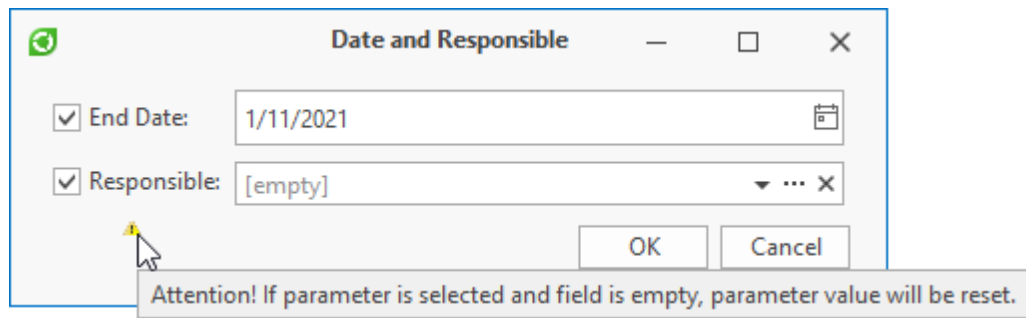 Date and Responsible
End Date: 1/11/2021
Responsible: [empty]
OK Cancel
Attention! If parameter is selected and field is empty, parameter value will be reset.